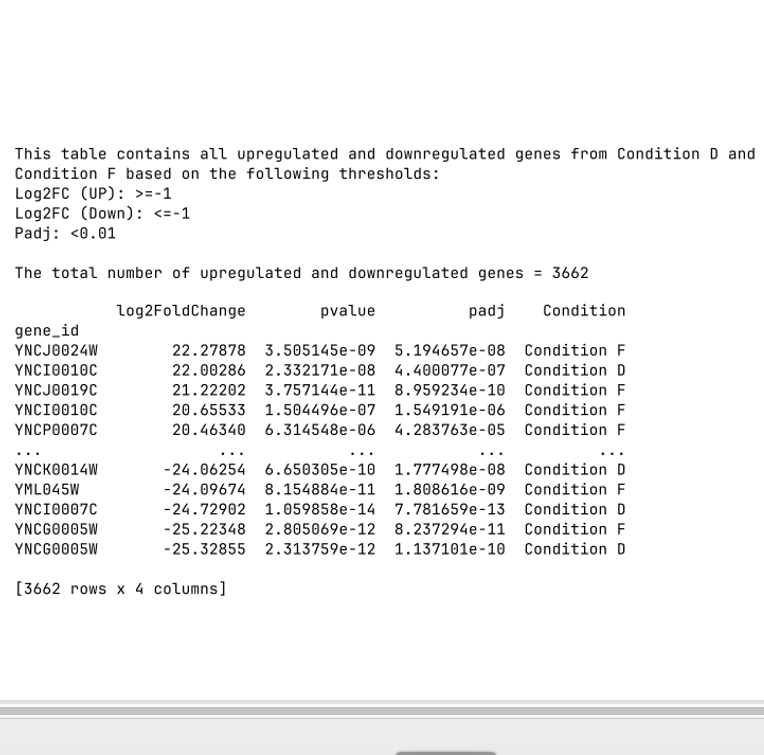 This table contains all upregulated and downregulated genes from Condition D and
Condition F based on the following thresholds:
Log2FC (UP): >=-1
Log2FC (Down): <=-1
Padj: <0.01
The total number of upregulated and downregulated genes = 3662
log2FoldChange pvalue padj Condition
gene_id
YNCJ0024W 22.27878 3.505145e-09 5.194657e-08 Condition F
YNCI0010C 22.00286 2.332171e-08 4.400077e-07 Condition D
YNCJ0019C 21.22202 3.757144e-11 8.959234e-10 Condition F
YNCI0010C 20.65533 1.504496e-07 1.549191e-06 Condition F
YNCP0007C 20.46340 6.314548e-06 4.283763e-05 Condition F
... ... ... ... ...
YNCK0014W -24.06254 6.650305e-10 1.777498e-08 Condition D
YML045W -24.09674 8.154884e-11 1.808616e-09 Condition F
YNCI0007C -24.72902 1.059858e-14 7.781659e-13 Condition D
YNCG0005W -25.22348 2.805069e-12 8.237294e-11 Condition F
YNCG0005W -25.32855 2.313759e-12 1.137101e-10 Condition D
[3662 rows x 4 columns]